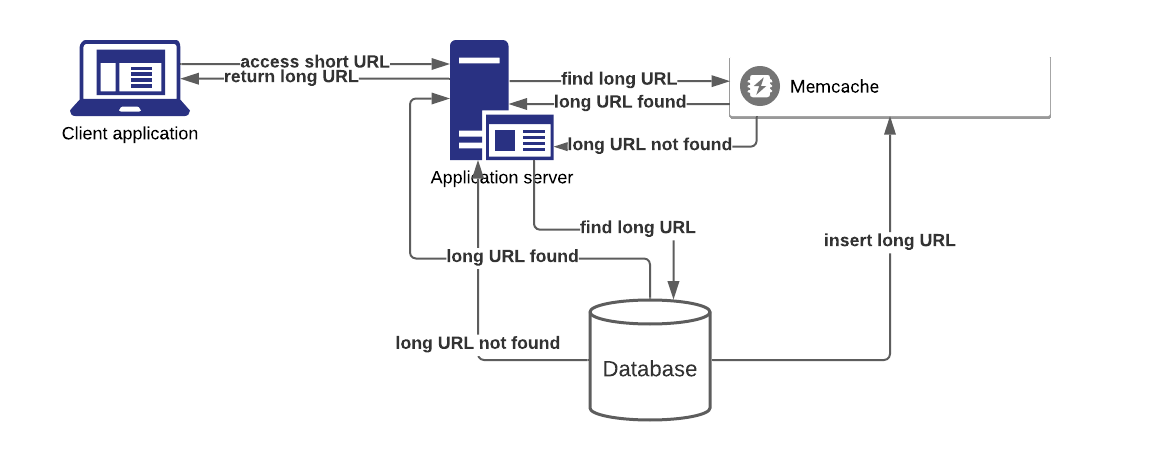 access short URL
return long URL
find long URL
Memcache
long URL found
Client application
long URL not found
Application server
find long URL
insert long URL
long URL found
long URL not found
Database